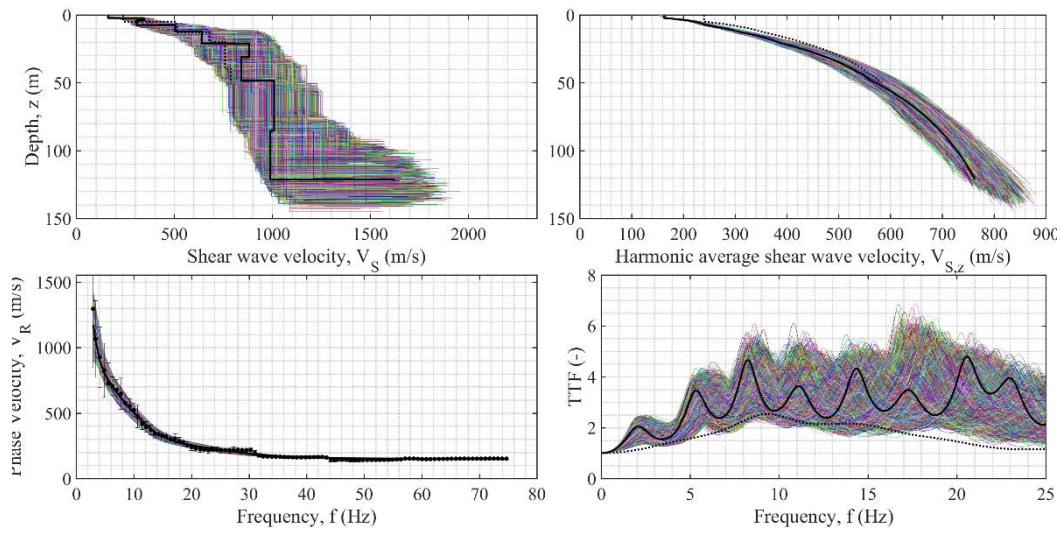 0
50
100
150
Depth, z (m)
0 500 1000 1500 2000
Shear wave velocity, V_S (m/s)
0
50
100
150
0 100 200 300 400 500 600 700 800 900
Harmonic average shear wave velocity, V_S,z (m/s)
1500
1000
500
0
Phase velocity, v_R (m/s)
0 10 20 30 40 50 60 70 80
Frequency, f (Hz)
8
6
4
2
0
TTF (-)
0 5 10 15 20 25
Frequency, f (Hz)